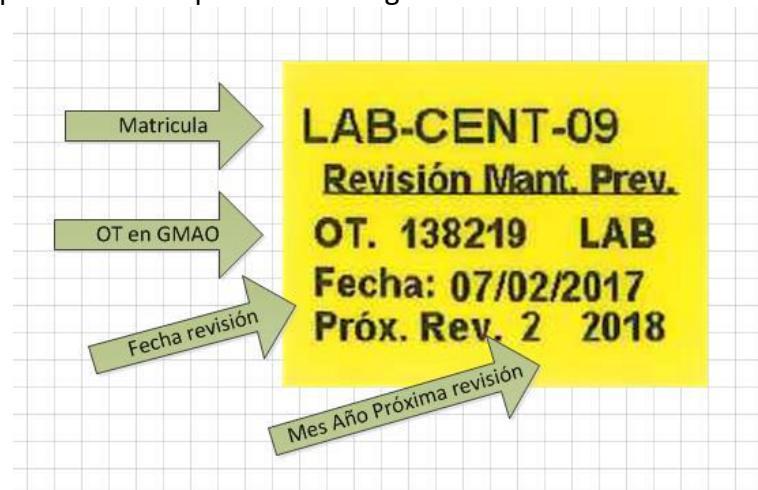 Matricula
LAB-CENT-09
Revisión Mant. Prev.
OT en GMAO
OT. 138219 LAB
Fecha: 07/02/2017
Fecha revisión
Próx. Rev. 2 2018
Mes Año Próxima revisión